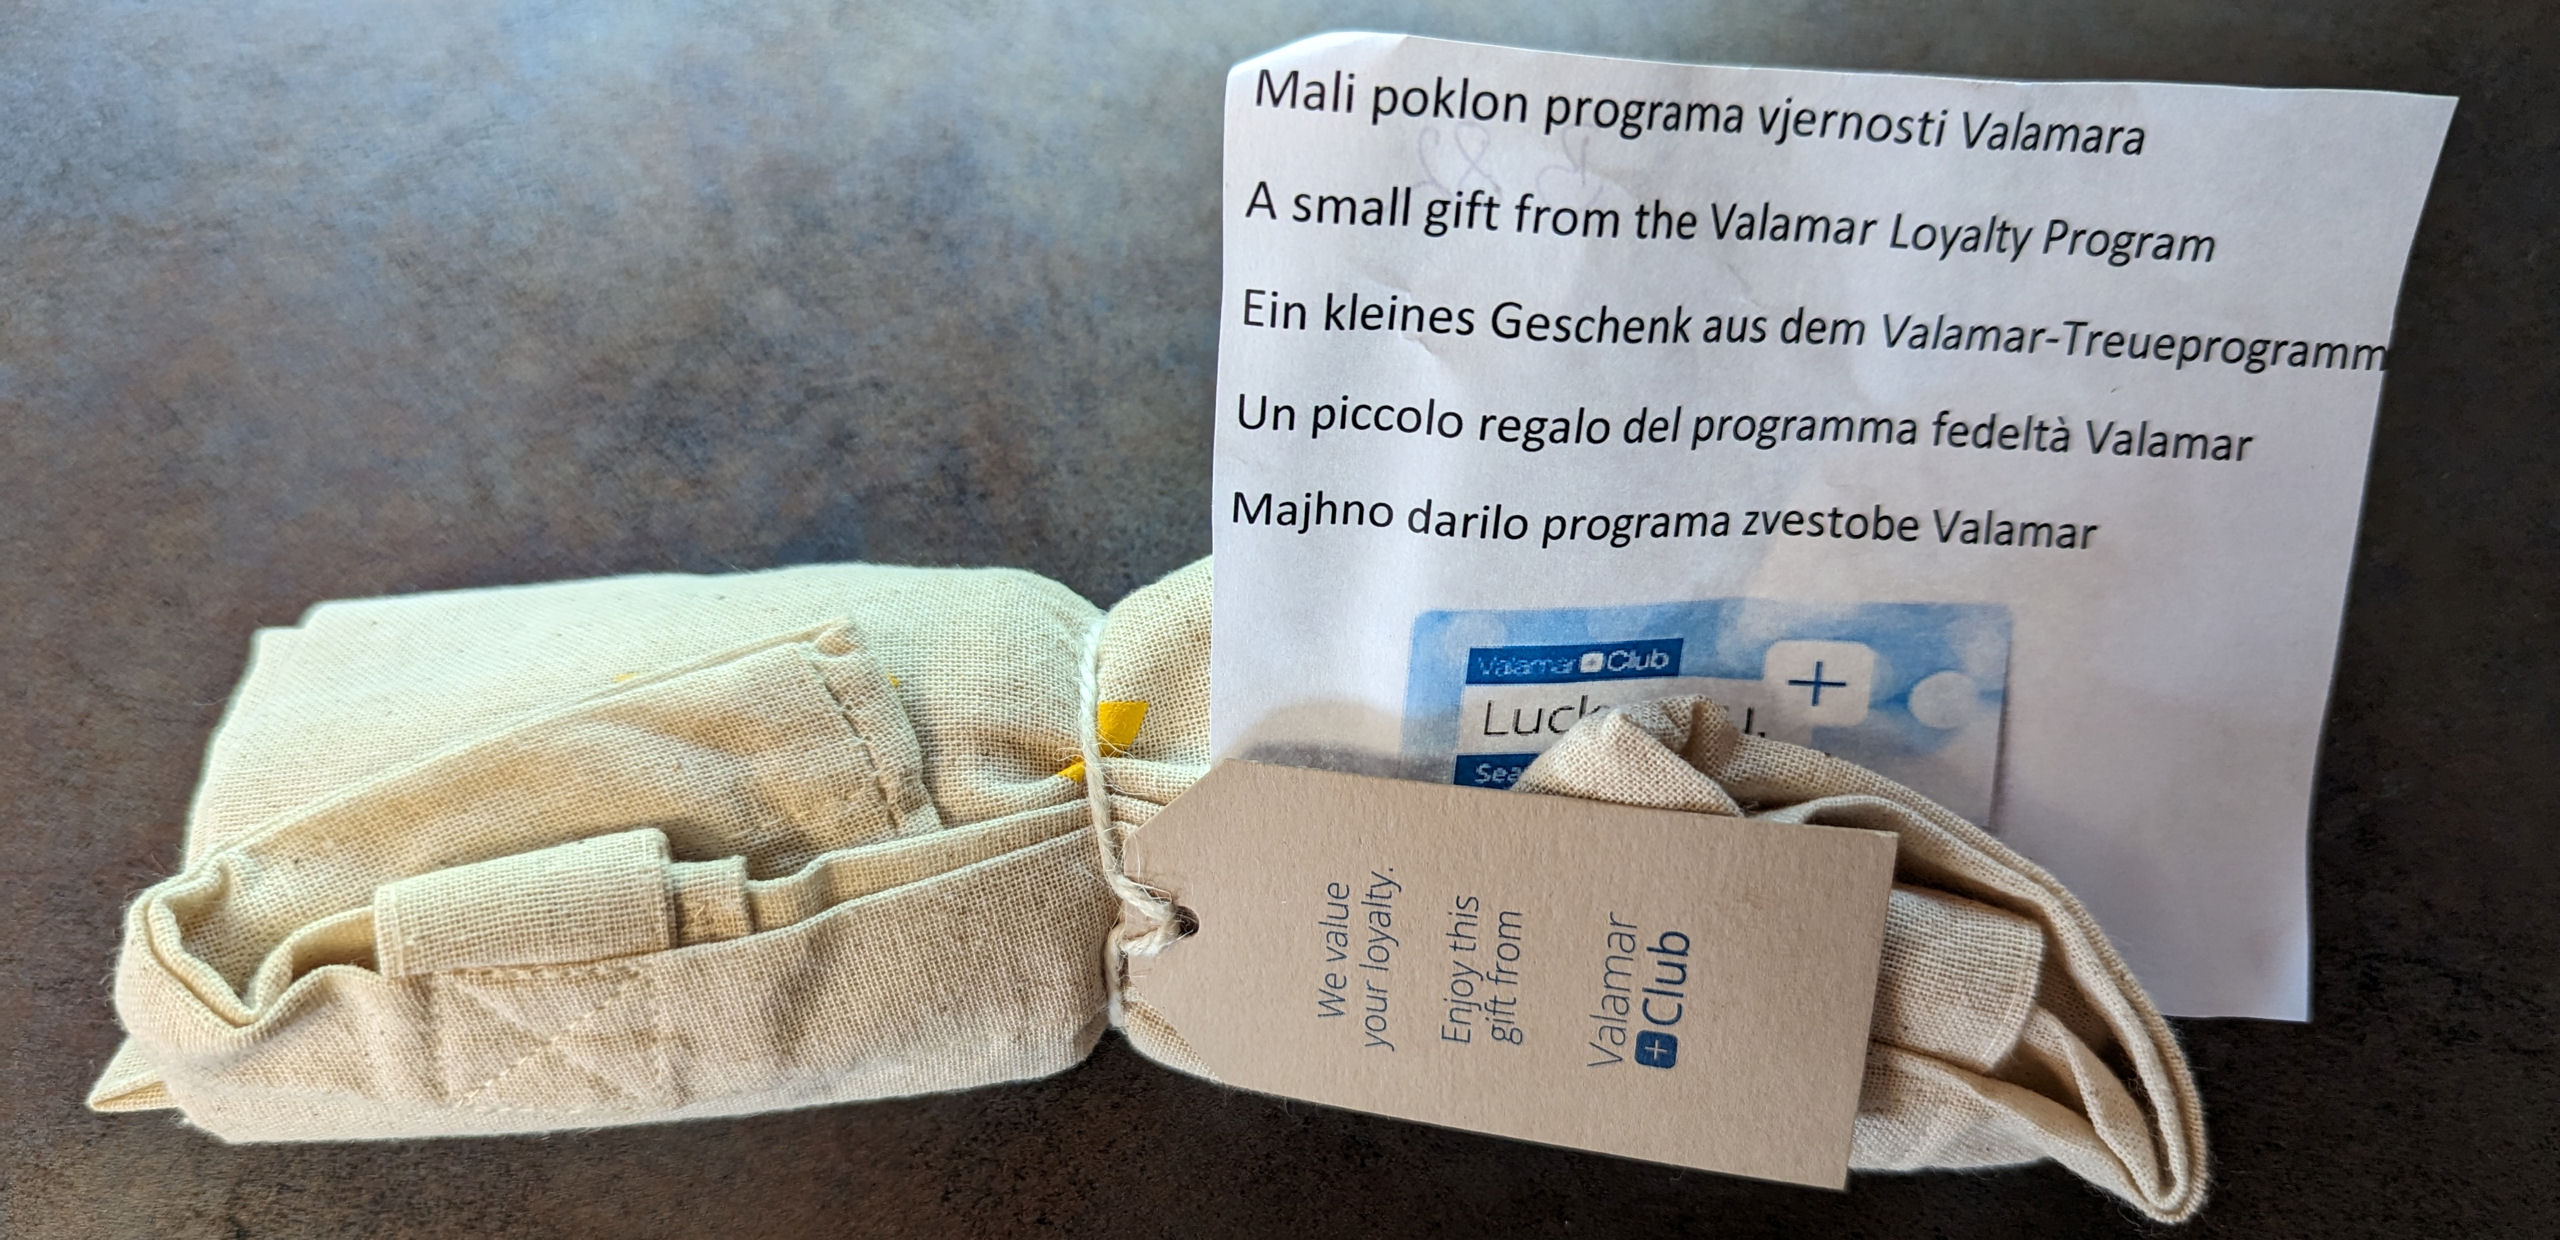 Mali poklon programa vjernosti Valamara
A small gift from the Valamar Loyalty Program
Ein kleines Geschenk aus dem Valamar-Treueprogramm
Un piccolo regalo del programma fedeltà Valamar
Majhno darilo programa zvestobe Valamar
Valamar + Club
+
We value
your loyalty.
Enjoy this
gift from
Valamar
+ Club